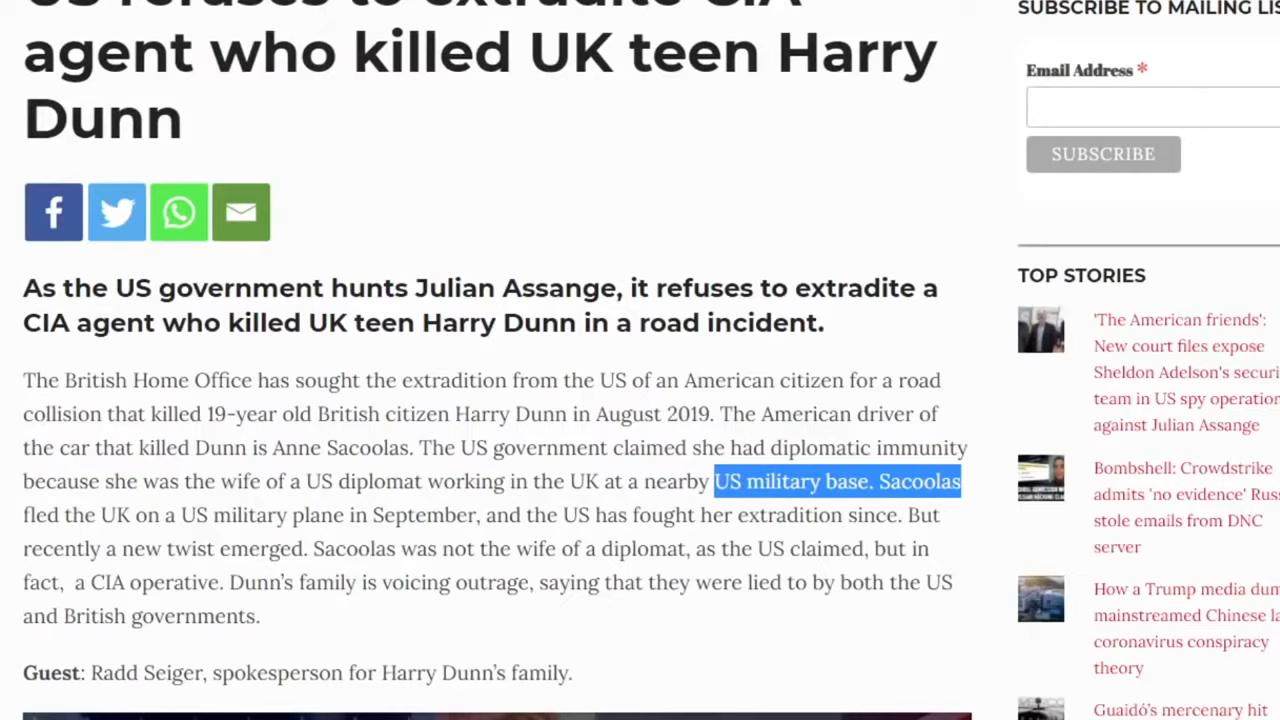 US refuses to extradite CIA
agent who killed UK teen Harry
Dunn
As the US government hunts Julian Assange, it refuses to extradite a
CIA agent who killed UK teen Harry Dunn in a road incident.
The British Home Office has sought the extradition from the US of an American citizen for a road
collision that killed 19-year old British citizen Harry Dunn in August 2019. The American driver of
the car that killed Dunn is Anne Sacoolas. The US government claimed she had diplomatic immunity
because she was the wife of a US diplomat working in the UK at a nearby US military base. Sacoolas
fled the UK on a US military plane in September, and the US has fought her extradition since. But
recently a new twist emerged. Sacoolas was not the wife of a diplomat, as the US claimed, but in
fact, a CIA operative. Dunn's family is voicing outrage, saying that they were lied to by both the US
and British governments.
Guest: Radd Seiger, spokesperson for Harry Dunn's family.
SUBSCRIBE TO MAILING LIS
Email Address *
SUBSCRIBE
TOP STORIES
'The American friends':
New court files expose
Sheldon Adelson's securi
team in US spy operation
against Julian Assange
Bombshell: Crowdstrike
admits 'no evidence' Rus
stole emails from DNC
server
How a Trump media dum
mainstreamed Chinese la
coronavirus conspiracy
theory
Guaidó's mercenary hit